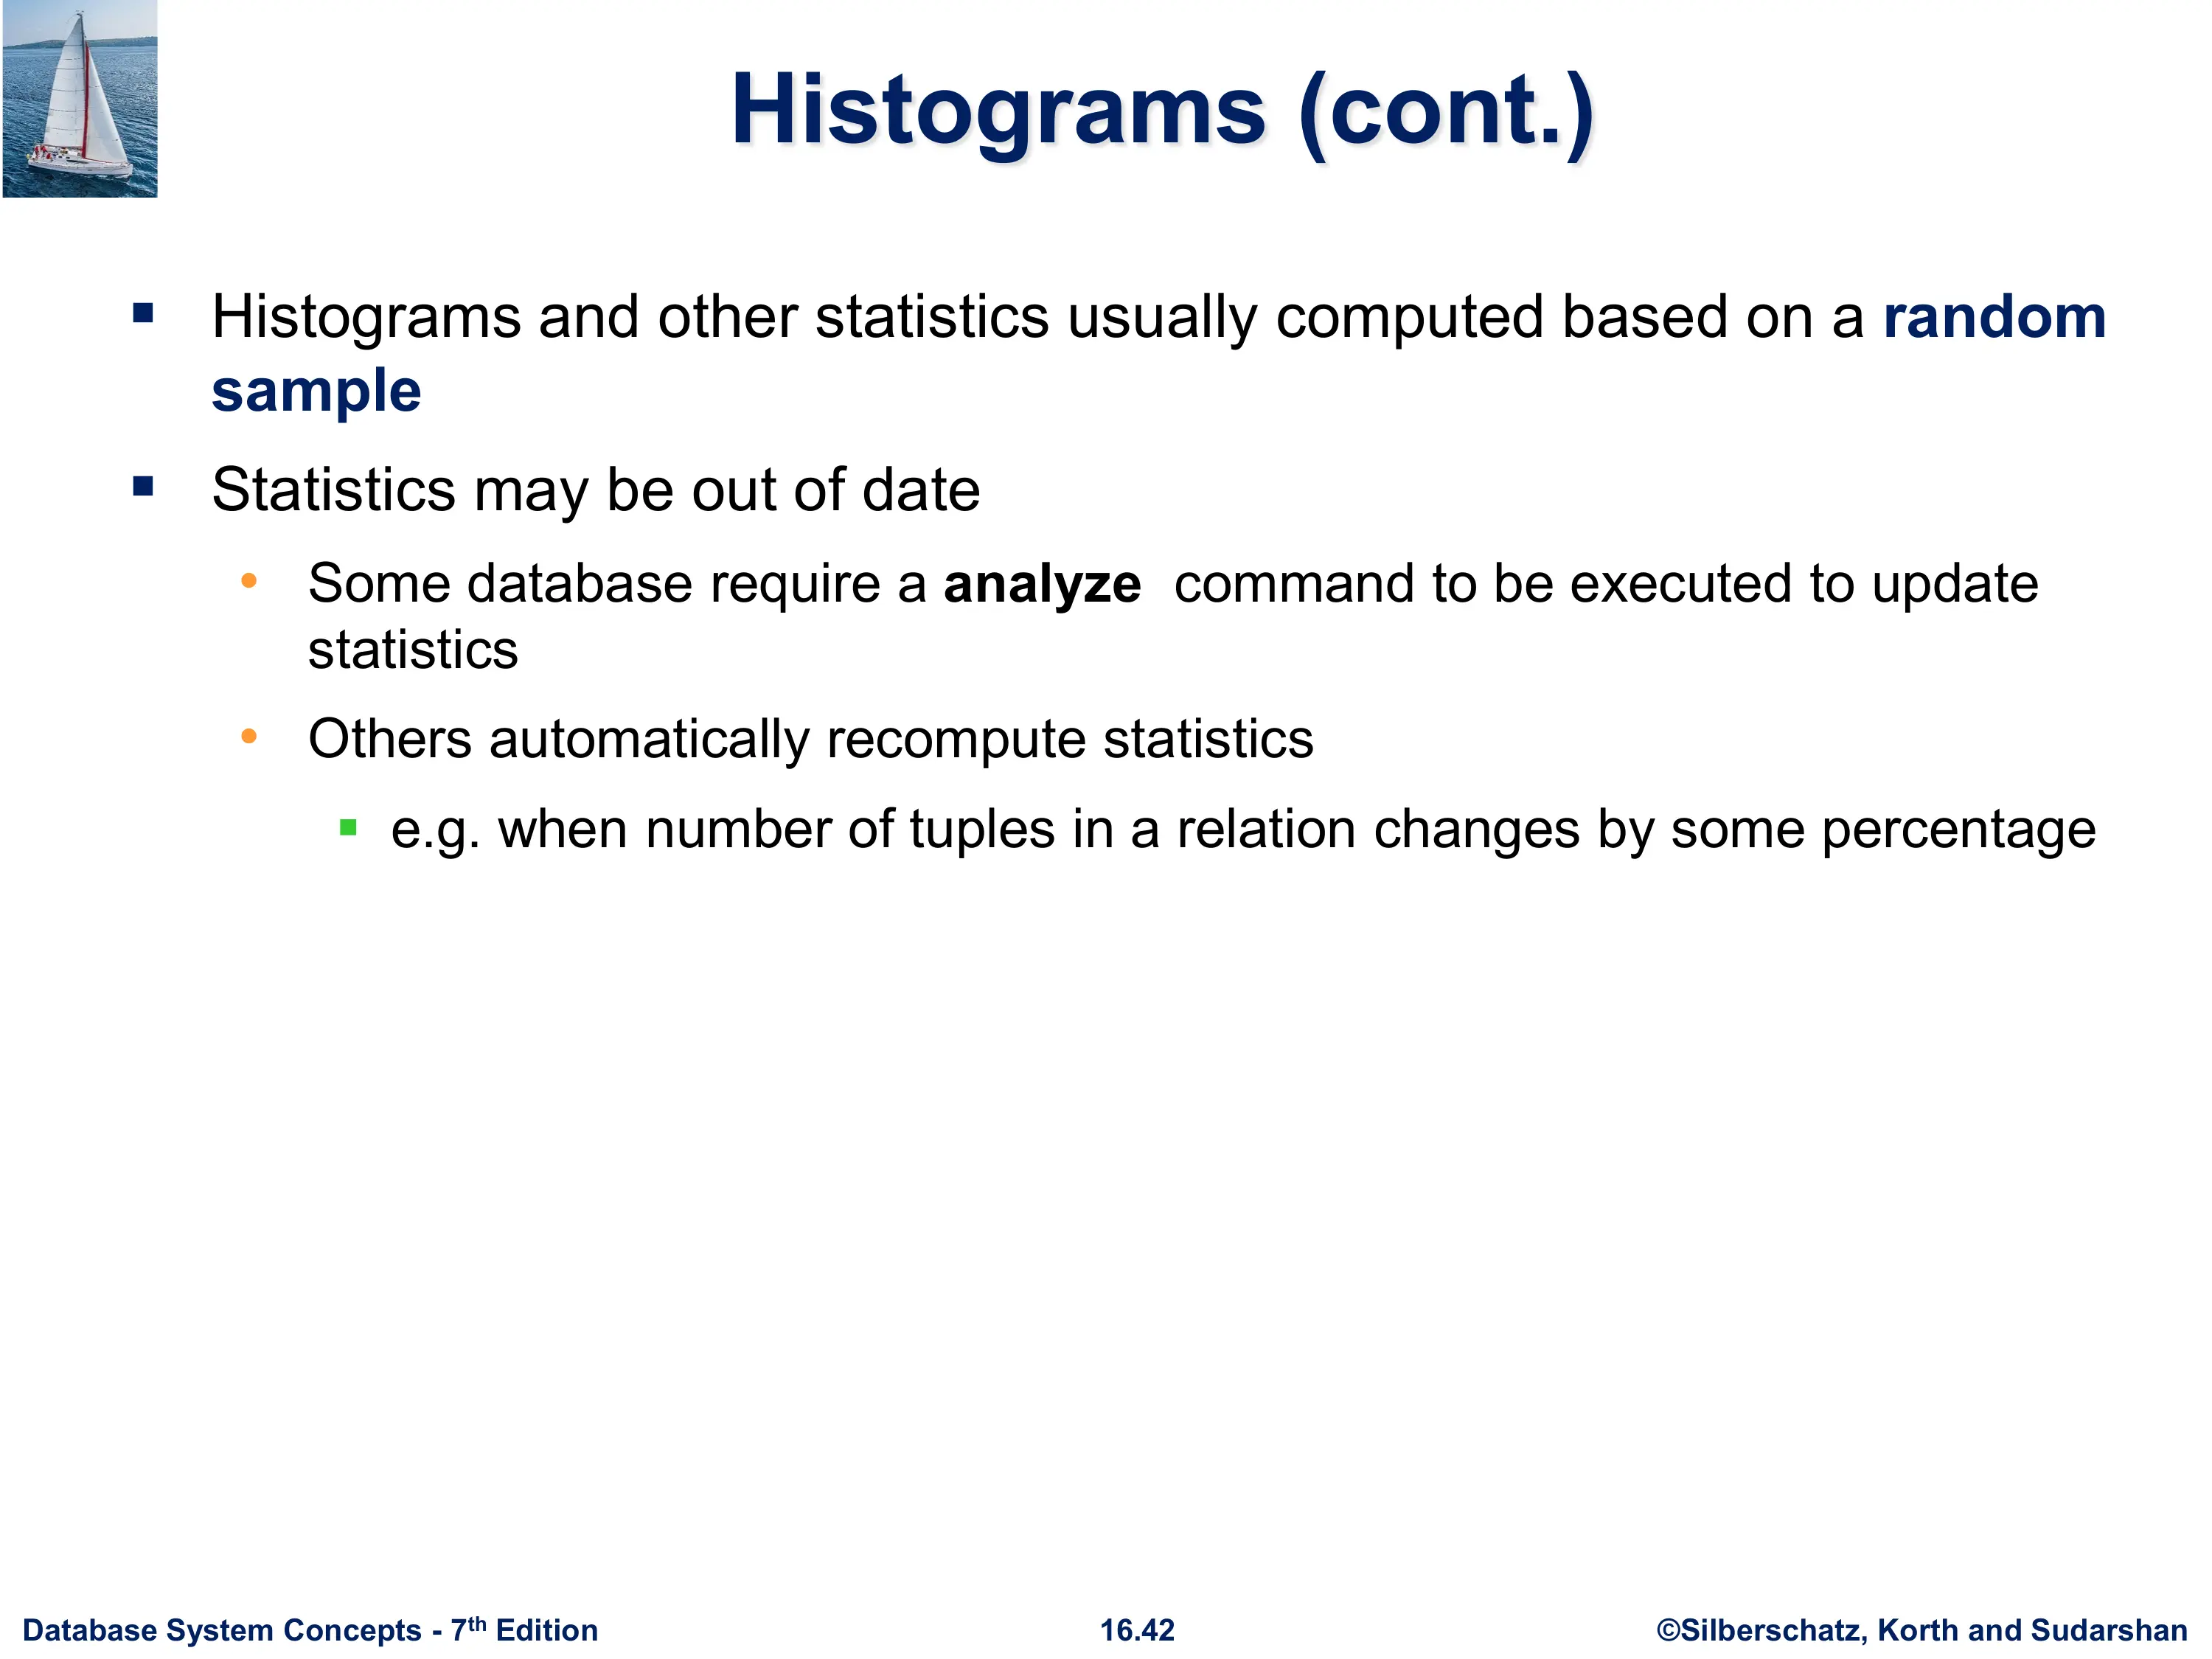 Histograms (cont.)
▪ Histograms and other statistics usually computed based on a random
sample
▪ Statistics may be out of date
• Some database require a analyze  command to be executed to update
statistics
• Others automatically recompute statistics
▪ e.g. when number of tuples in a relation changes by some percentage
Database System Concepts - 7th Edition
16.42
©Silberschatz, Korth and Sudarshan